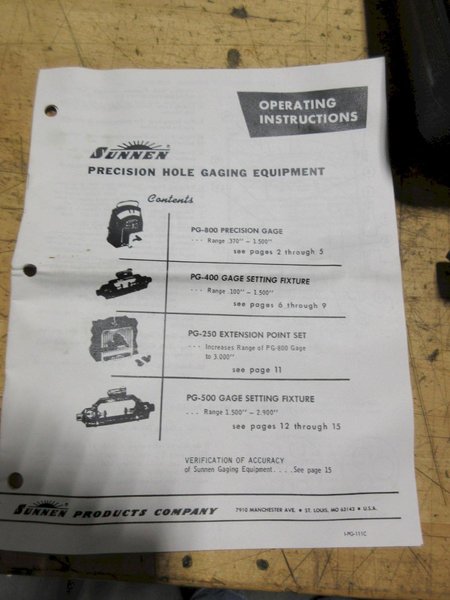 OPERATING
INSTRUCTIONS
SUNNEN®
PRECISION HOLE GAGING EQUIPMENT
Contents
PG-800 PRECISION GAGE
--- Range .370" – 1.500"
see pages 2 through 5
PG-400 GAGE SETTING FIXTURE
--- Range .100" – 1.500"
see pages 6 through 9
PG-250 EXTENSION POINT SET
--- Increases Range of PG-800 Gage
to 3.000"
see page 11
PG-500 GAGE SETTING FIXTURE
--- Range 1.500" – 2.900"
see pages 12 through 15
VERIFICATION OF ACCURACY
of Sunnen Gaging Equipment. . . . See page 15
SUNNEN PRODUCTS COMPANY 7910 MANCHESTER AVE. • ST. LOUIS, MO 63143 • U.S.A.
I-PG-111C